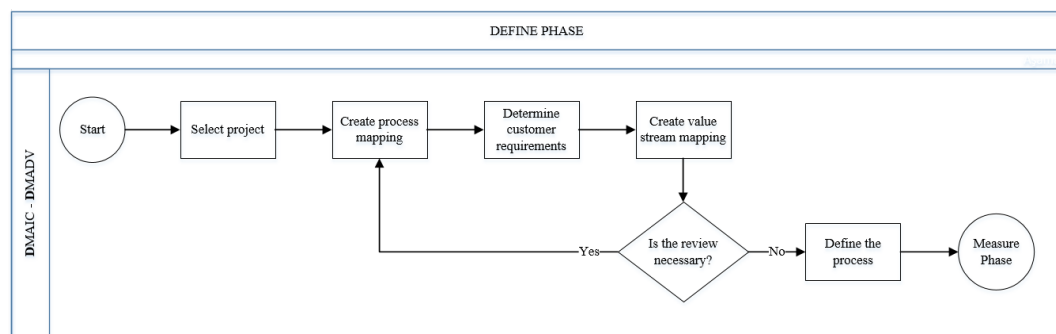 DEFINE PHASE
DMAIC - DMADV
Start
Select project
Create process
mapping
Determine
customer
requirements
Create value
stream mapping
Is the review
necessary?
Yes
No
Define the
process
Measure
Phase